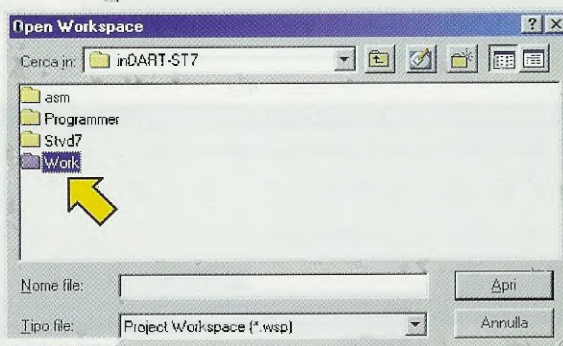 Open Workspace
Cerca in: inDART-ST7
asm
Programmer
Stvd7
Work
Nome file:
Apri
Tipo file: Project Workspace (*.wsp)
Annulla